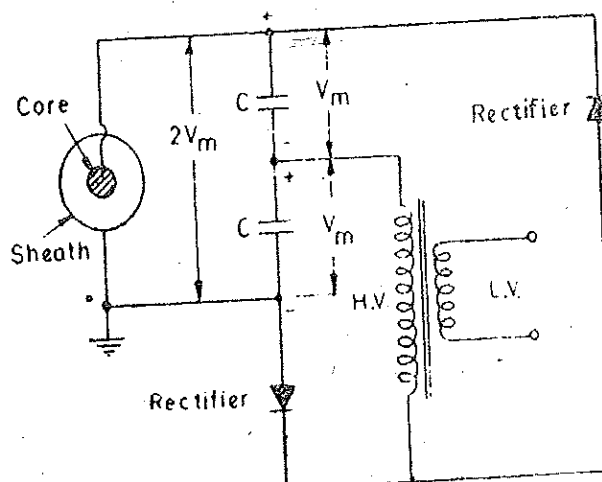 +
Core
C
Vm
Rectifier
2Vm
-
+
Sheath
C
Vm
H.V.
L.V.
-
Rectifier